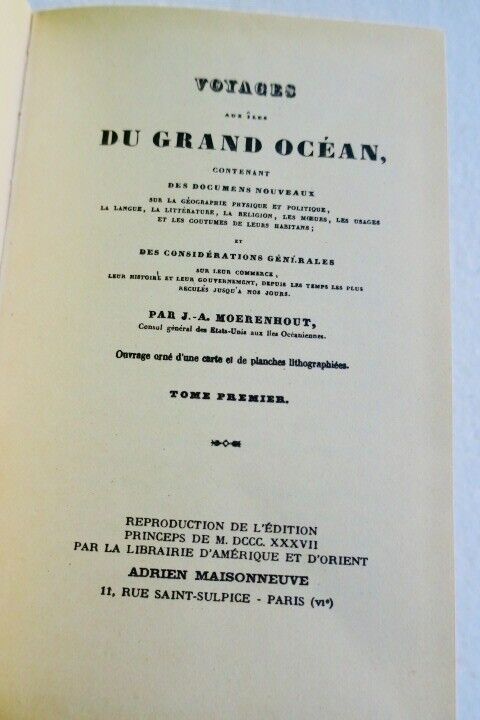 VOYAGES
AUX ÎLES
DU GRAND OCÉAN,
CONTENANT
DES DOCUMENS NOUVEAUX
SUR LA GÉOGRAPHIE PHYSIQUE ET POLITIQUE,
LA LANGUE, LA LITTÉRATURE, LA RELIGION, LES MŒURS, LES USAGES
ET LES COUTUMES DE LEURS HABITANS;
ET
DES CONSIDÉRATIONS GÉNÉRALES
SUR LEUR COMMERCE,
LEUR HISTOIRE ET LEUR GOUVERNEMENT, DEPUIS LES TEMPS LES PLUS
RECULÉS JUSQU'A NOS JOURS.
PAR J.-A. MOERENHOUT,
Consul général des Etats-Unis aux Iles Océaniennes.
Ouvrage orné d'une carte et de planches lithographiées.
TOME PREMIER.
REPRODUCTION DE L'ÉDITION
PRINCEPS DE M. DCCC. XXXVII
PAR LA LIBRAIRIE D'AMÉRIQUE ET D'ORIENT
ADRIEN MAISONNEUVE
11, RUE SAINT-SULPICE - PARIS (VIe)